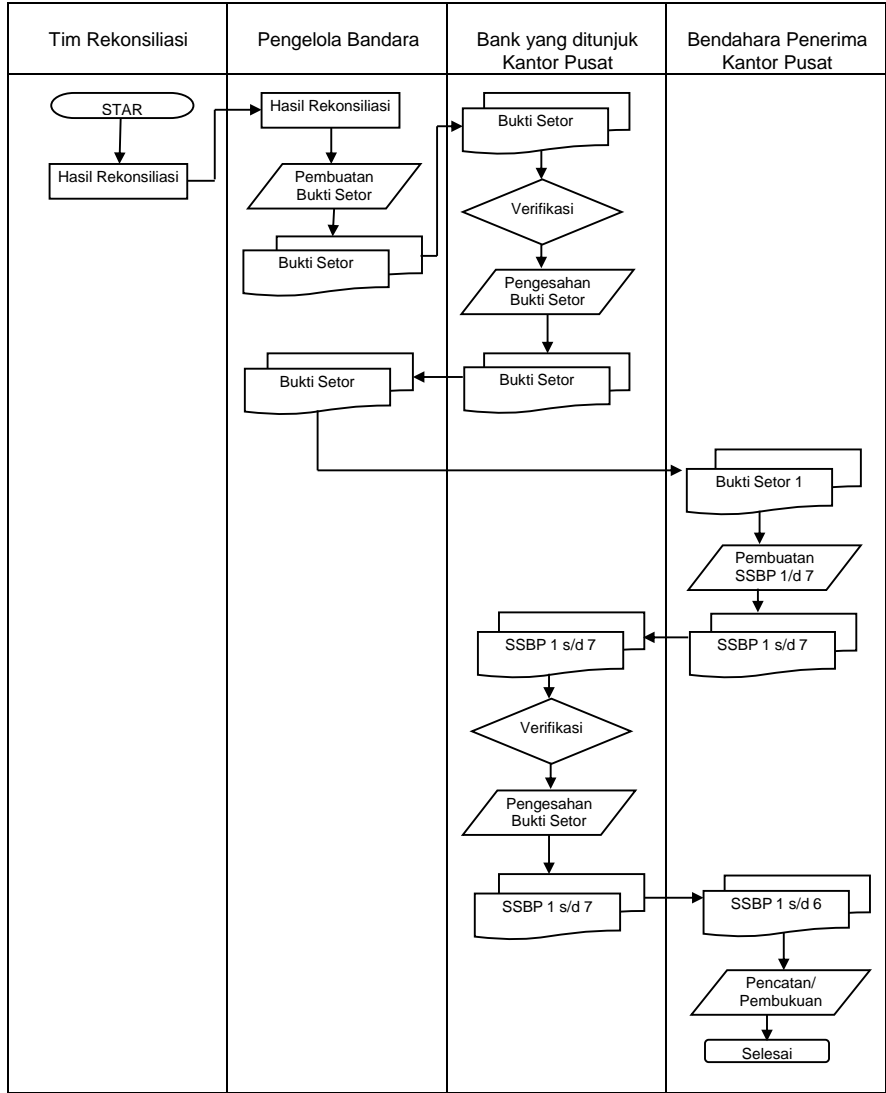 Tim Rekonsiliasi
Pengelola Bandara
Bank yang ditunjuk
Kantor Pusat
Bendahara Penerima
Kantor Pusat
STAR
Hasil Rekonsiliasi
Hasil Rekonsiliasi
Pembuatan
Bukti Setor
Bukti Setor
Bukti Setor
Verifikasi
Pengesahan
Bukti Setor
Bukti Setor
Bukti Setor
Bukti Setor 1
Pembuatan
SSBP 1/d 7
SSBP 1 s/d 7
SSBP 1 s/d 7
Verifikasi
Pengesahan
Bukti Setor
SSBP 1 s/d 7
SSBP 1 s/d 6
Pencatan/
Pembukuan
Selesai